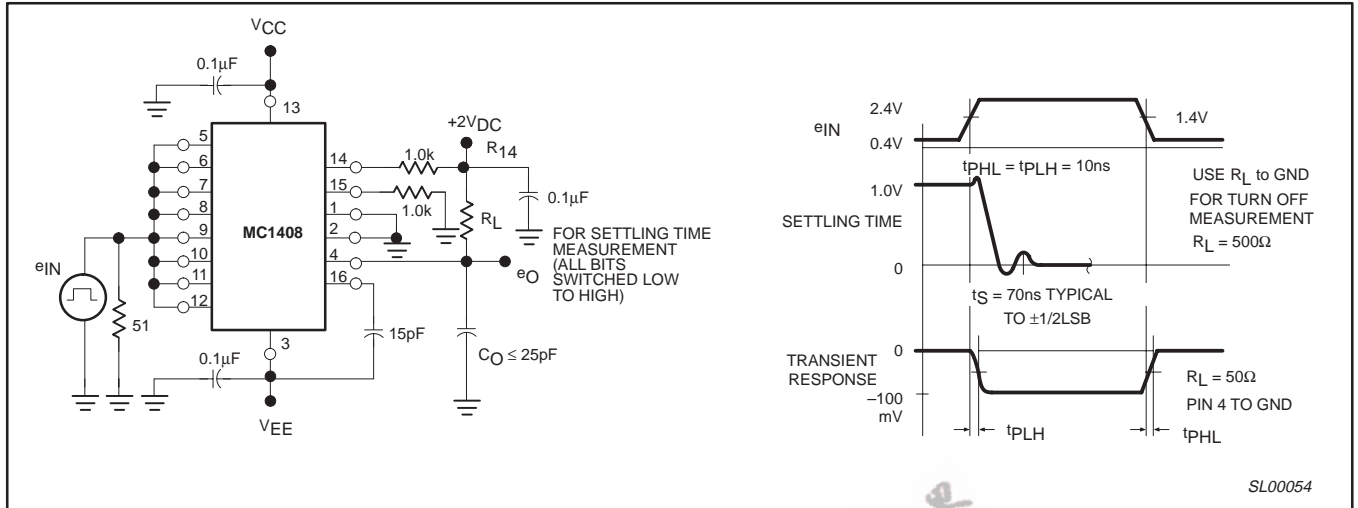 VCC
0.1µF
13
5
6
7
8
9
10
11
12
MC1408
14
15
1
2
4
16
3
1.0k
1.0k
+2VDC
R14
0.1µF
RL
eO
FOR SETTLING TIME
MEASUREMENT
(ALL BITS
SWITCHED LOW
TO HIGH)
eIN
51
0.1µF
15pF
CO ≤ 25pF
VEE
eIN
2.4V
0.4V
1.4V
tPHL = tPLH = 10ns
1.0V
SETTLING TIME
0
USE RL to GND
FOR TURN OFF
MEASUREMENT
RL = 500Ω
tS = 70ns TYPICAL
TO ±1/2LSB
TRANSIENT
RESPONSE
0
–100
mV
RL = 50Ω
PIN 4 TO GND
tPLH
tPHL
SL00054